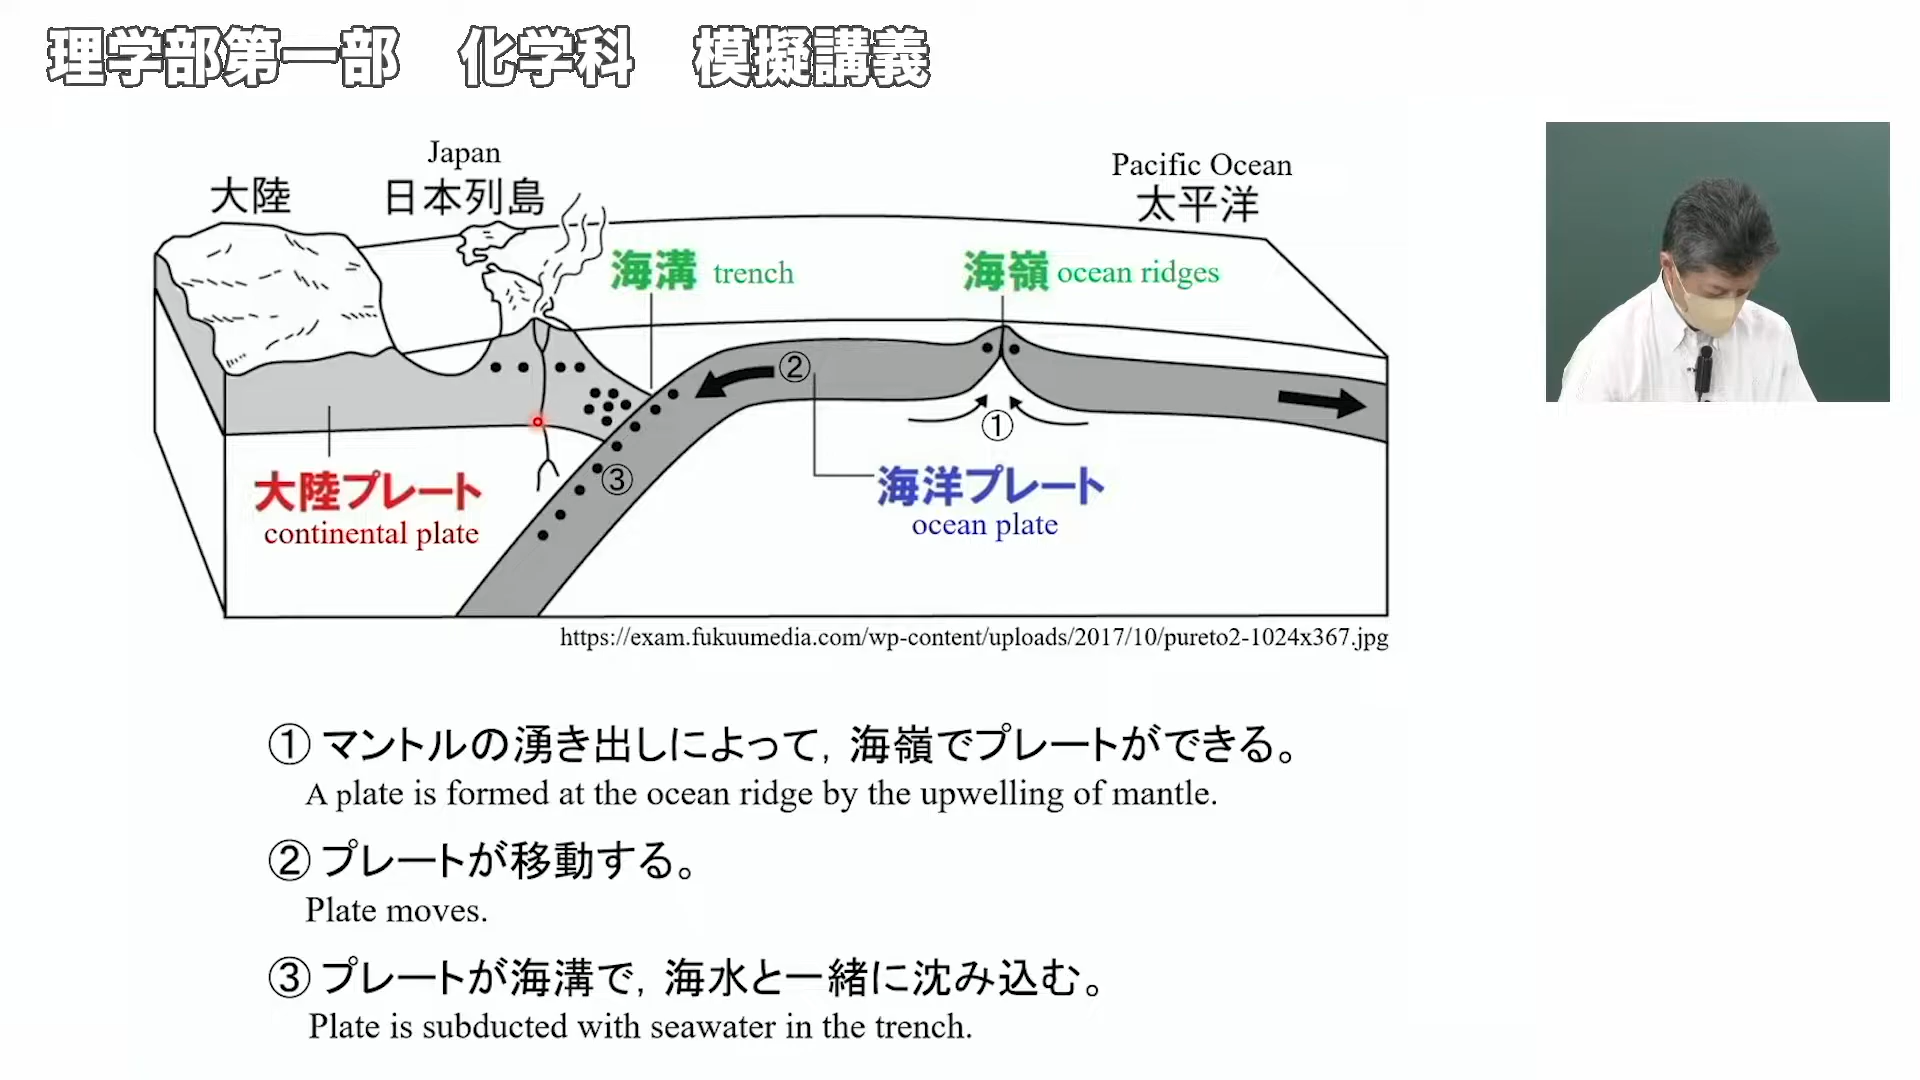 理学部第一部　化学科　模擬講義
Japan
Pacific Ocean
大陸
日本列島
太平洋
海溝 trench
海嶺 ocean ridges
②
①
③
大陸プレート
continental plate
海洋プレート
ocean plate
https://exam.fukuumedia.com/wp-content/uploads/2017/10/pureto2-1024x367.jpg
① マントルの湧き出しによって，海嶺でプレートができる。
A plate is formed at the ocean ridge by the upwelling of mantle.
② プレートが移動する。
Plate moves.
③ プレートが海溝で，海水と一緒に沈み込む。
Plate is subducted with seawater in the trench.